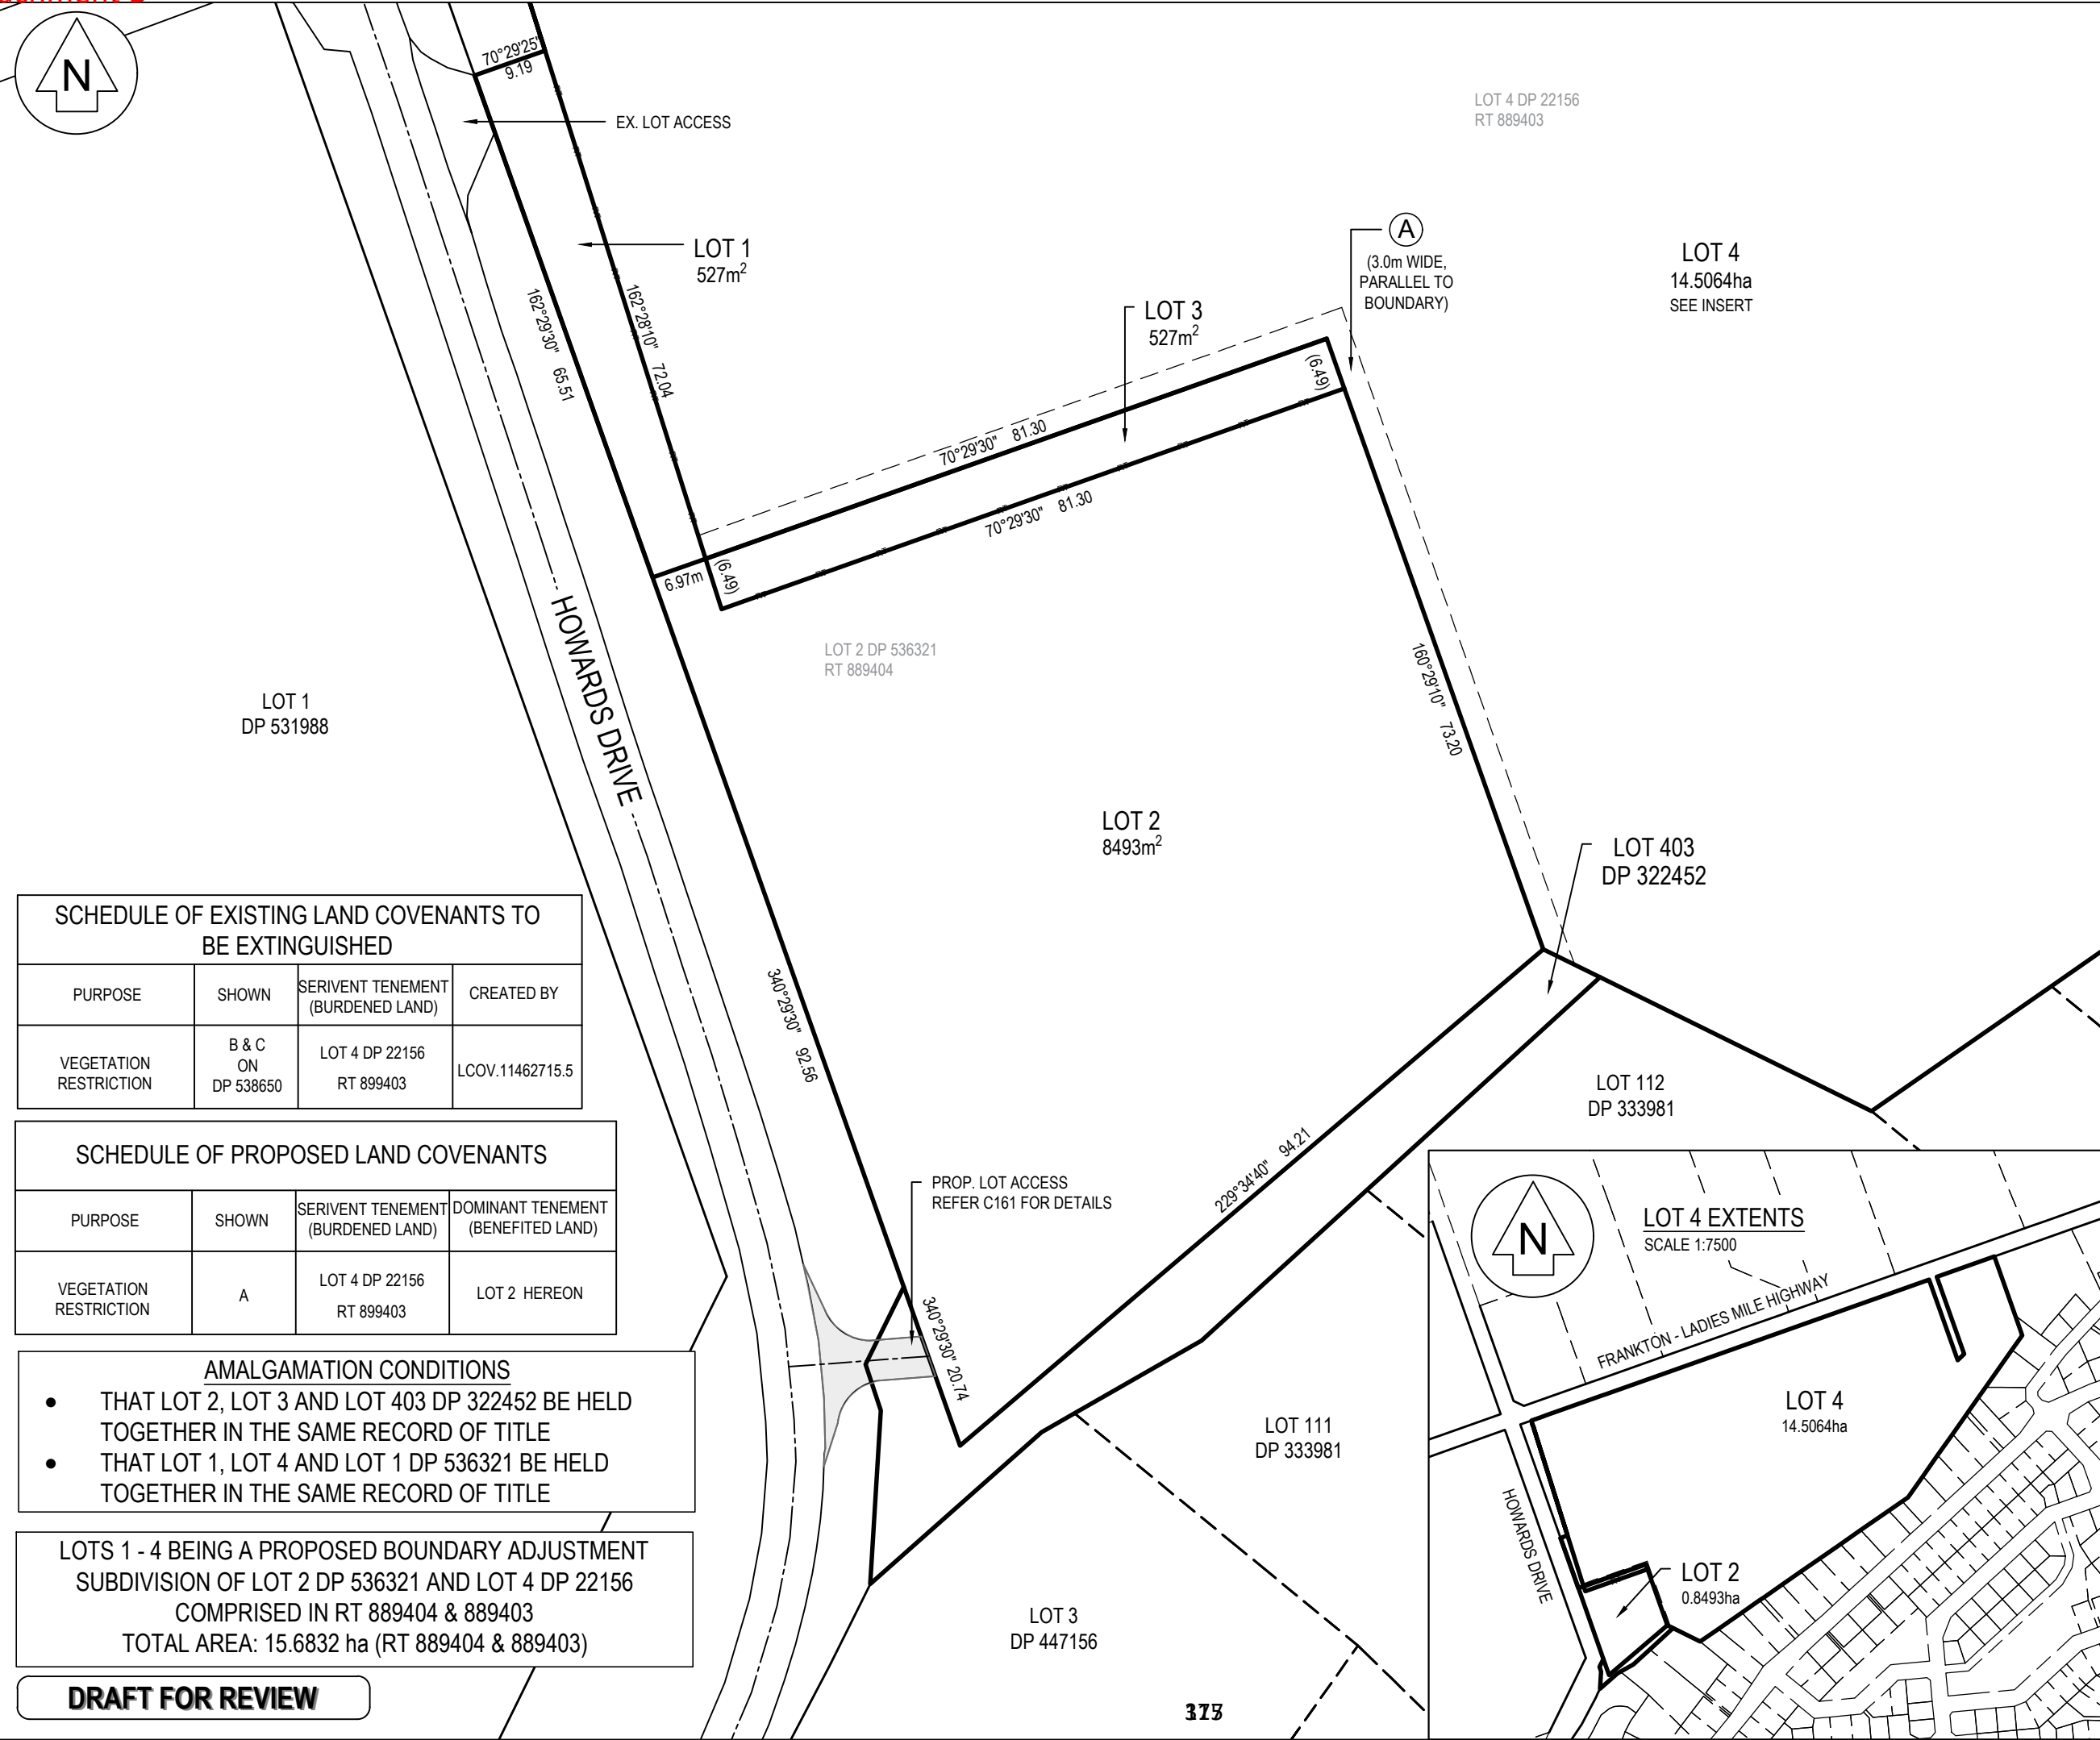 N
70°29'25"
9.19
EX. LOT ACCESS
LOT 4 DP 22156
RT 889403
LOT 1
527m²
162°29'30" 65.51
162°28'10" 72.04
A
(3.0m WIDE,
PARALLEL TO
BOUNDARY)
LOT 3
527m²
LOT 4
14.5064ha
SEE INSERT
(6.49)
70°29'30" 81.30
70°29'30" 81.30
6.97m
(6.49)
HOWARDS DRIVE
LOT 2 DP 536321
RT 889404
LOT 1
DP 531988
160°29'10" 73.20
LOT 2
8493m²
LOT 403
DP 322452
340°29'30" 92.56
LOT 112
DP 333981
229°34'40" 94.21
PROP. LOT ACCESS
REFER C161 FOR DETAILS
340°29'30" 20.74
LOT 111
DP 333981
LOT 3
DP 447156
SCHEDULE OF EXISTING LAND COVENANTS TO
BE EXTINGUISHED
PURPOSE SHOWN SERIVENT TENEMENT (BURDENED LAND) CREATED BY
VEGETATION RESTRICTION B & C ON DP 538650 LOT 4 DP 22156 RT 899403 LCOV.11462715.5
SCHEDULE OF PROPOSED LAND COVENANTS
PURPOSE SHOWN SERIVENT TENEMENT (BURDENED LAND) DOMINANT TENEMENT (BENEFITED LAND)
VEGETATION RESTRICTION A LOT 4 DP 22156 RT 899403 LOT 2 HEREON
AMALGAMATION CONDITIONS
• THAT LOT 2, LOT 3 AND LOT 403 DP 322452 BE HELD
TOGETHER IN THE SAME RECORD OF TITLE
• THAT LOT 1, LOT 4 AND LOT 1 DP 536321 BE HELD
TOGETHER IN THE SAME RECORD OF TITLE
LOTS 1 - 4 BEING A PROPOSED BOUNDARY ADJUSTMENT
SUBDIVISION OF LOT 2 DP 536321 AND LOT 4 DP 22156
COMPRISED IN RT 889404 & 889403
TOTAL AREA: 15.6832 ha (RT 889404 & 889403)
DRAFT FOR REVIEW
N
LOT 4 EXTENTS
SCALE 1:7500
FRANKTON - LADIES MILE HIGHWAY
LOT 4
14.5064ha
HOWARDS DRIVE
LOT 2
0.8493ha